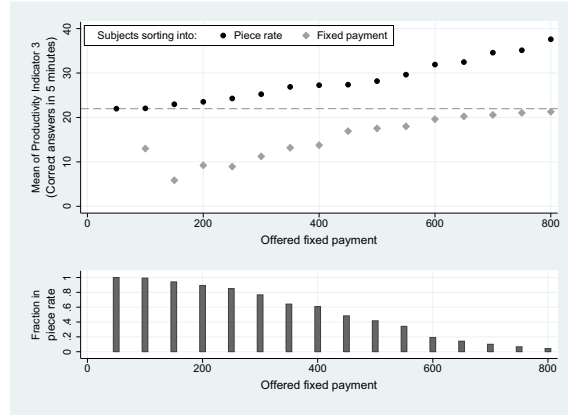 Mean of Productivity Indicator 3
(Correct answers in 5 minutes)
40
30
20
10
0
Subjects sorting into: Piece rate Fixed payment
0 200 400 600 800
Offered fixed payment
Fraction in
piece rate
1
.8
.6
.4
.2
0
0 200 400 600 800
Offered fixed payment